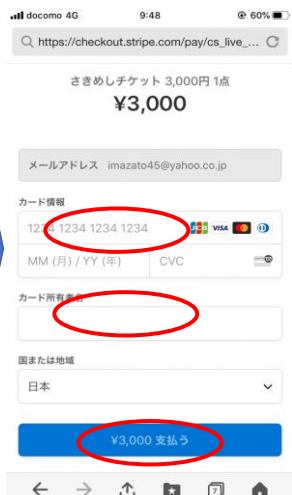 docomo 4G 9:48 60%
https://checkout.stripe.com/pay/cs_live_...
さきめしチケット 3,000円 1点
¥3,000
メールアドレス imazato45@yahoo.co.jp
カード情報
1234 1234 1234 1234 JCB VISA
MM (月) / YY (年) CVC
カード所有者名
国または地域
日本
¥3,000 支払う
7